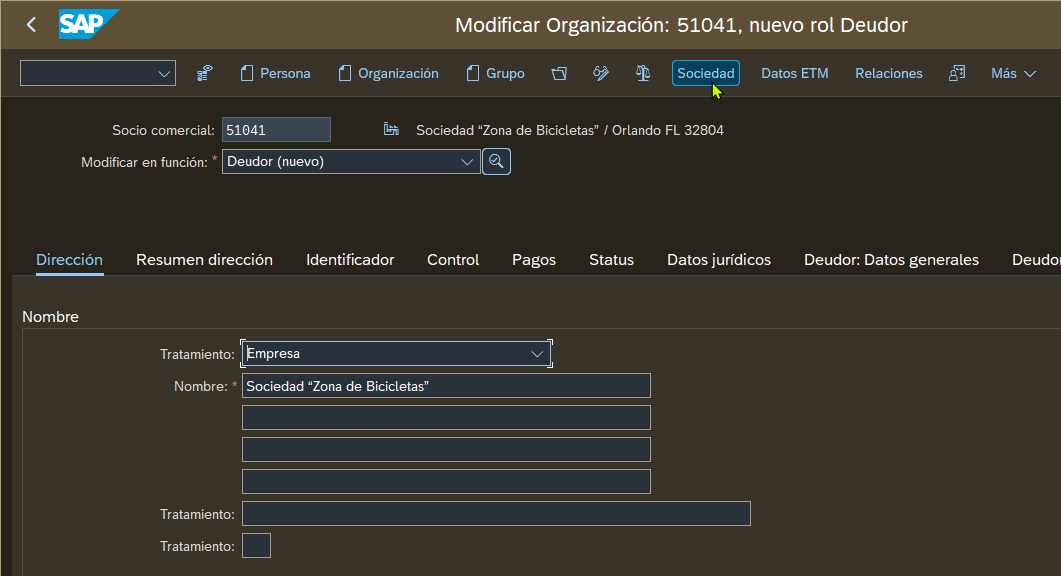 SAP Modificar Organización: 51041, nuevo rol Deudor
Persona Organización Grupo Sociedad Datos ETM Relaciones Más
Socio comercial: 51041 Sociedad “Zona de Bicicletas” / Orlando FL 32804
Modificar en función: * Deudor (nuevo)
Dirección Resumen dirección Identificador Control Pagos Status Datos jurídicos Deudor: Datos generales Deudor
Nombre
Tratamiento: Empresa
Nombre: * Sociedad “Zona de Bicicletas”
Tratamiento:
Tratamiento: